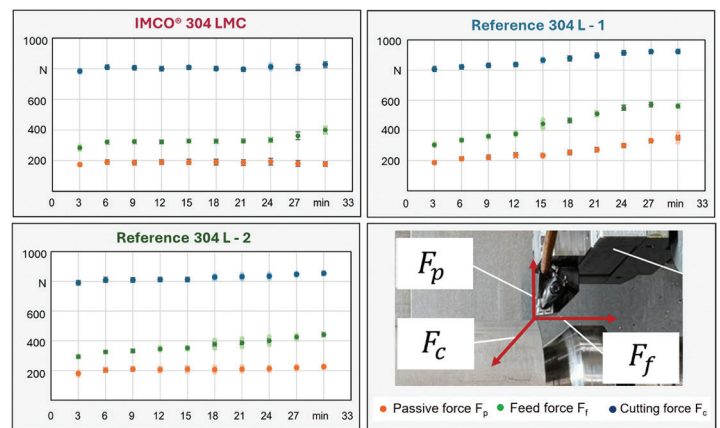 IMCO® 304 LMC
1000
N
600
400
200
0 3 6 9 12 15 18 21 24 27 min 33
Reference 304 L - 1
1000
N
600
400
200
0 3 6 9 12 15 18 21 24 27 min 33
Reference 304 L - 2
1000
N
600
400
200
0 3 6 9 12 15 18 21 24 27 min 33
Fp
Fc
Ff
Passive force Fp
Feed force Ff
Cutting force Fc